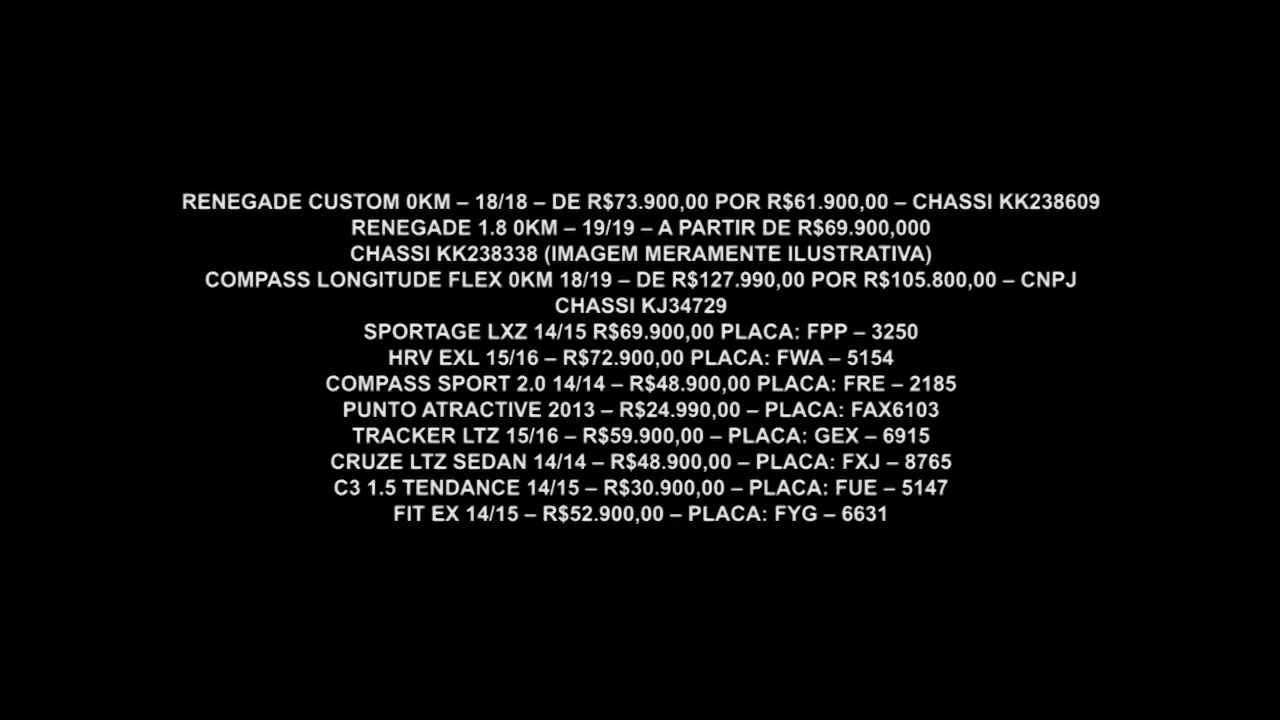 RENEGADE CUSTOM 0KM – 18/18 – DE R$73.900,00 POR R$61.900,00 – CHASSI KK238609
RENEGADE 1.8 0KM – 19/19 – A PARTIR DE R$69.900,000
CHASSI KK238338 (IMAGEM MERAMENTE ILUSTRATIVA)
COMPASS LONGITUDE FLEX 0KM 18/19 – DE R$127.990,00 POR R$105.800,00 – CNPJ
CHASSI KJ34729
SPORTAGE LXZ 14/15 R$69.900,00 PLACA: FPP – 3250
HRV EXL 15/16 – R$72.900,00 PLACA: FWA – 5154
COMPASS SPORT 2.0 14/14 – R$48.900,00 PLACA: FRE – 2185
PUNTO ATRACTIVE 2013 – R$24.990,00 – PLACA: FAX6103
TRACKER LTZ 15/16 – R$59.900,00 – PLACA: GEX – 6915
CRUZE LTZ SEDAN 14/14 – R$48.900,00 – PLACA: FXJ – 8765
C3 1.5 TENDANCE 14/15 – R$30.900,00 – PLACA: FUE – 5147
FIT EX 14/15 – R$52.900,00 – PLACA: FYG – 6631